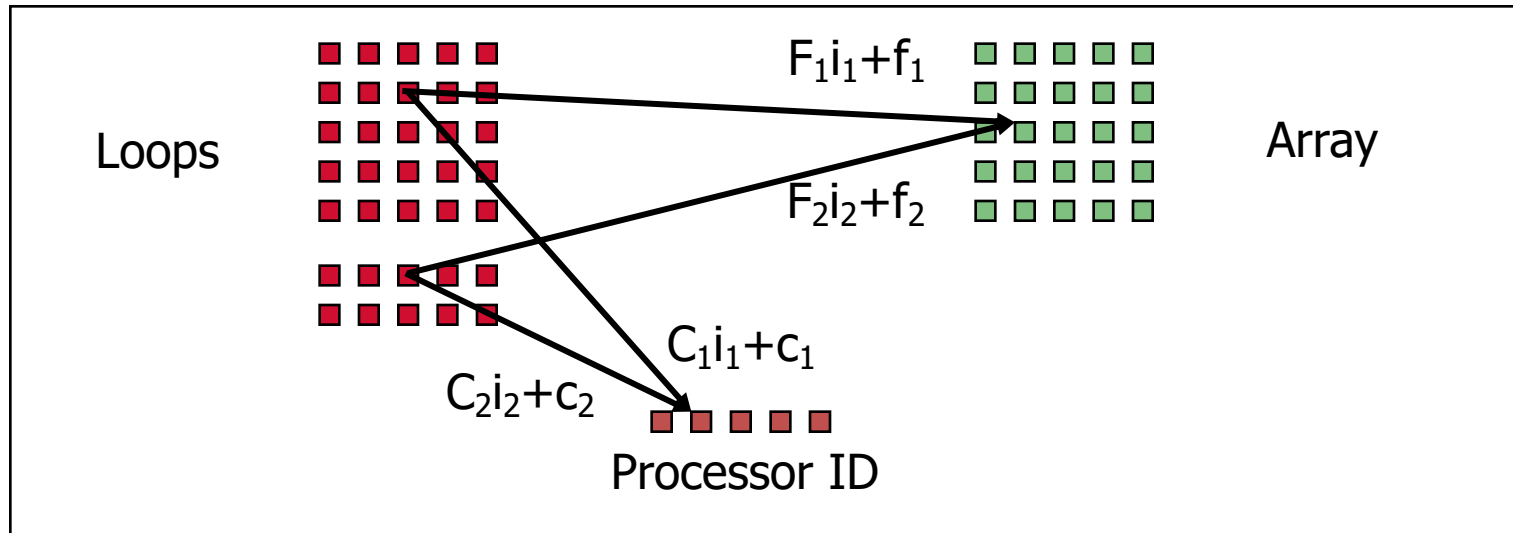 F₁i₁+f₁
Loops
Array
F₂i₂+f₂
C₁i₁+c₁
C₂i₂+c₂
Processor ID